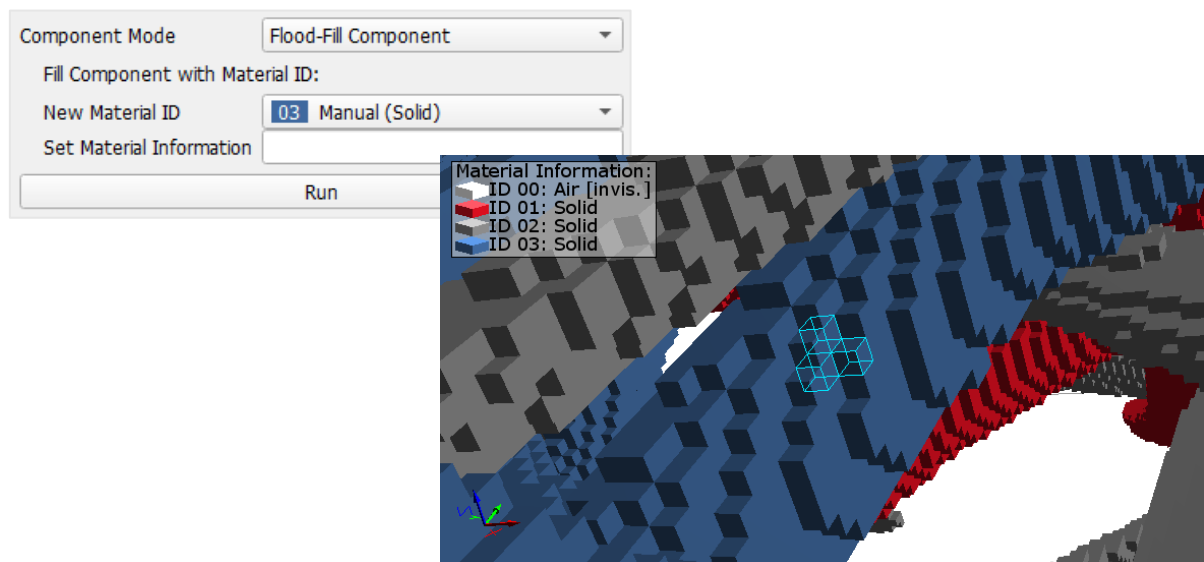 Component Mode Flood-Fill Component
Fill Component with Material ID:
New Material ID 03 Manual (Solid)
Set Material Information
Run
Material Information:
ID 00: Air [invis.]
ID 01: Solid
ID 02: Solid
ID 03: Solid